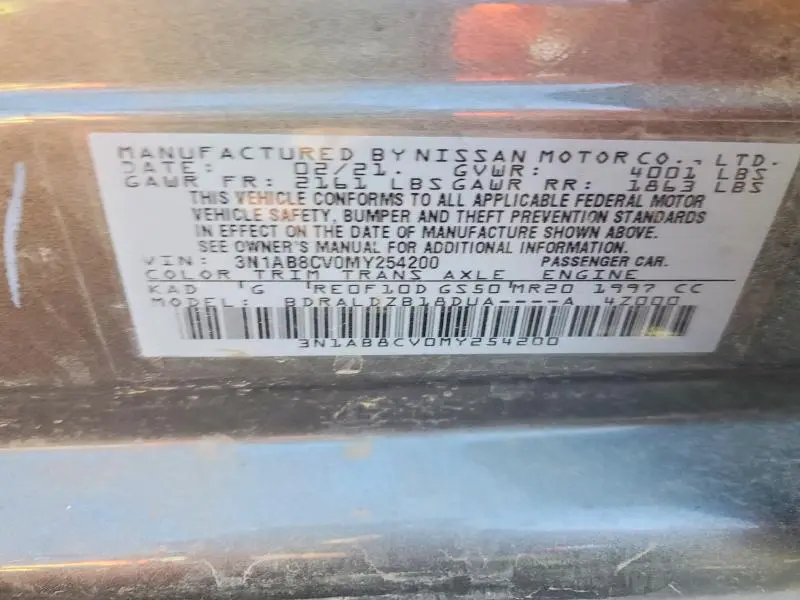 MANUFACTURED BY NISSAN MOTOR CO., LTD.
DATE: 02/21. GVWR: 4001 LBS
GAWR FR: 2161 LBS GAWR RR: 1863 LBS
THIS VEHICLE CONFORMS TO ALL APPLICABLE FEDERAL MOTOR
VEHICLE SAFETY, BUMPER AND THEFT PREVENTION STANDARDS
IN EFFECT ON THE DATE OF MANUFACTURE SHOWN ABOVE.
SEE OWNER'S MANUAL FOR ADDITIONAL INFORMATION.
VIN: 3N1AB8CV0MY254200 PASSENGER CAR.
COLOR TRIM TRANS AXLE ENGINE
KAD G RE0F10D GS50 MR20 1997 CC
MODEL: BDRALDZB18DUA----A 4Z000
3N1AB8CV0MY254200